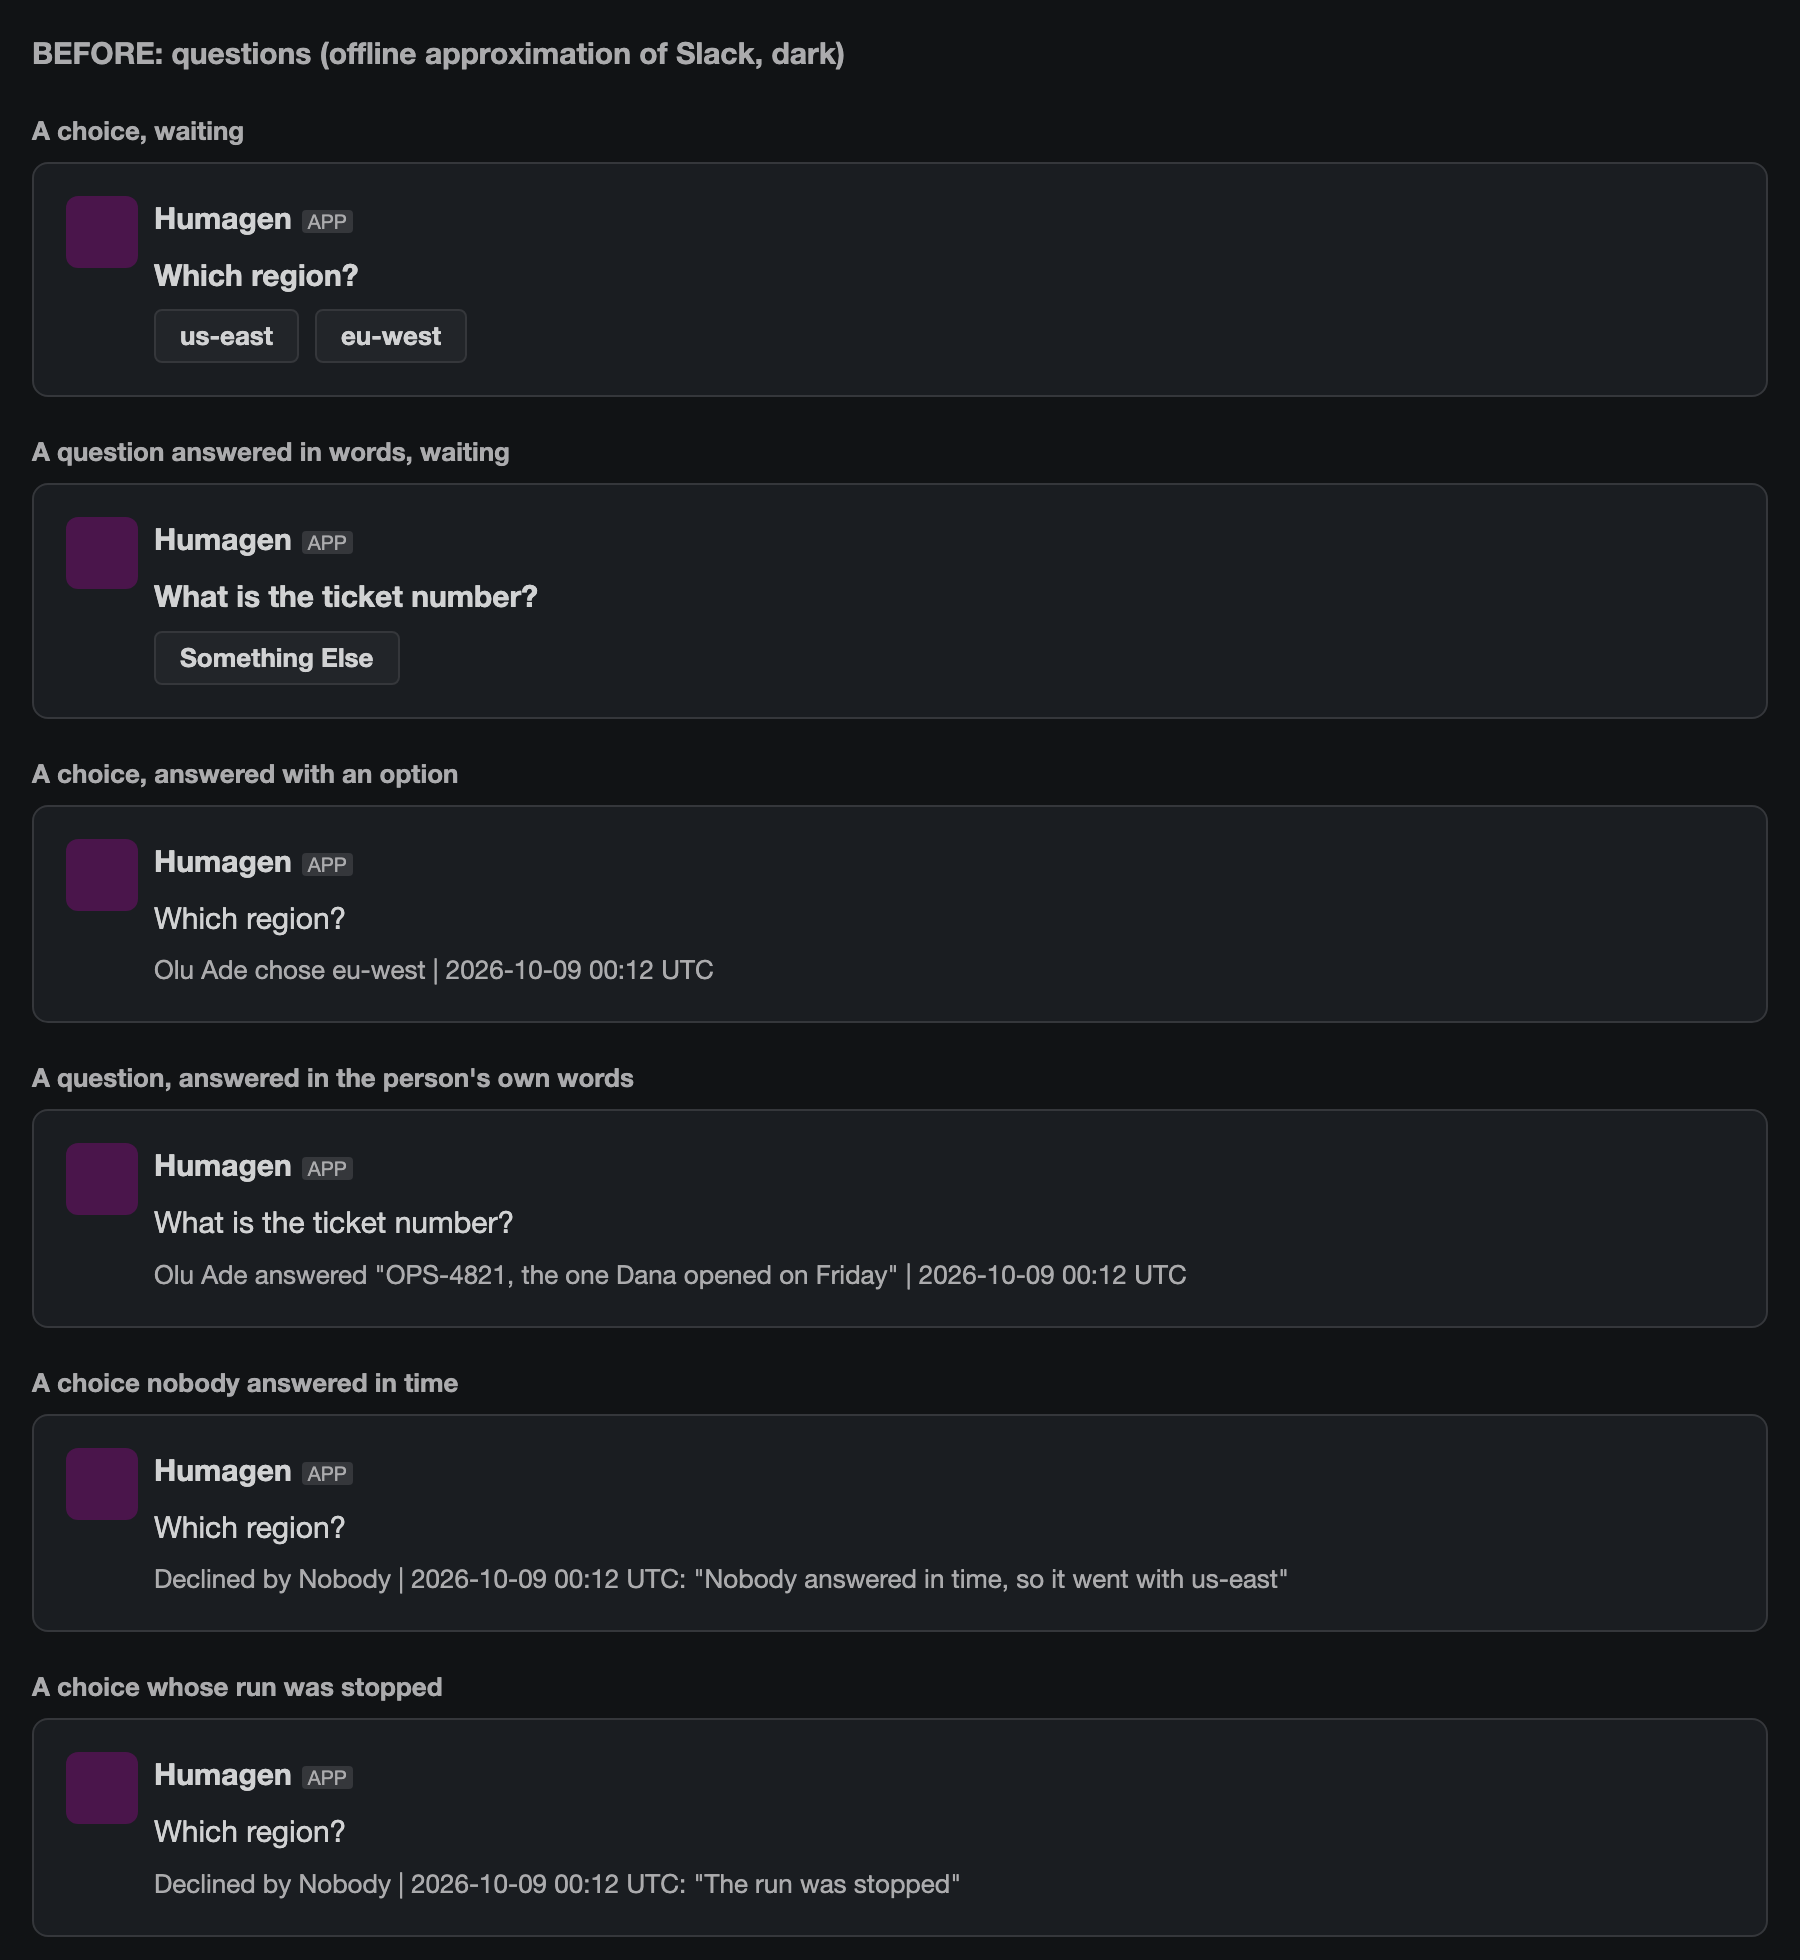 BEFORE: questions (offline approximation of Slack, dark)
A choice, waiting
Humagen APP
Which region?
us-east eu-west
A question answered in words, waiting
Humagen APP
What is the ticket number?
Something Else
A choice, answered with an option
Humagen APP
Which region?
Olu Ade chose eu-west | 2026-10-09 00:12 UTC
A question, answered in the person's own words
Humagen APP
What is the ticket number?
Olu Ade answered "OPS-4821, the one Dana opened on Friday" | 2026-10-09 00:12 UTC
A choice nobody answered in time
Humagen APP
Which region?
Declined by Nobody | 2026-10-09 00:12 UTC: "Nobody answered in time, so it went with us-east"
A choice whose run was stopped
Humagen APP
Which region?
Declined by Nobody | 2026-10-09 00:12 UTC: "The run was stopped"